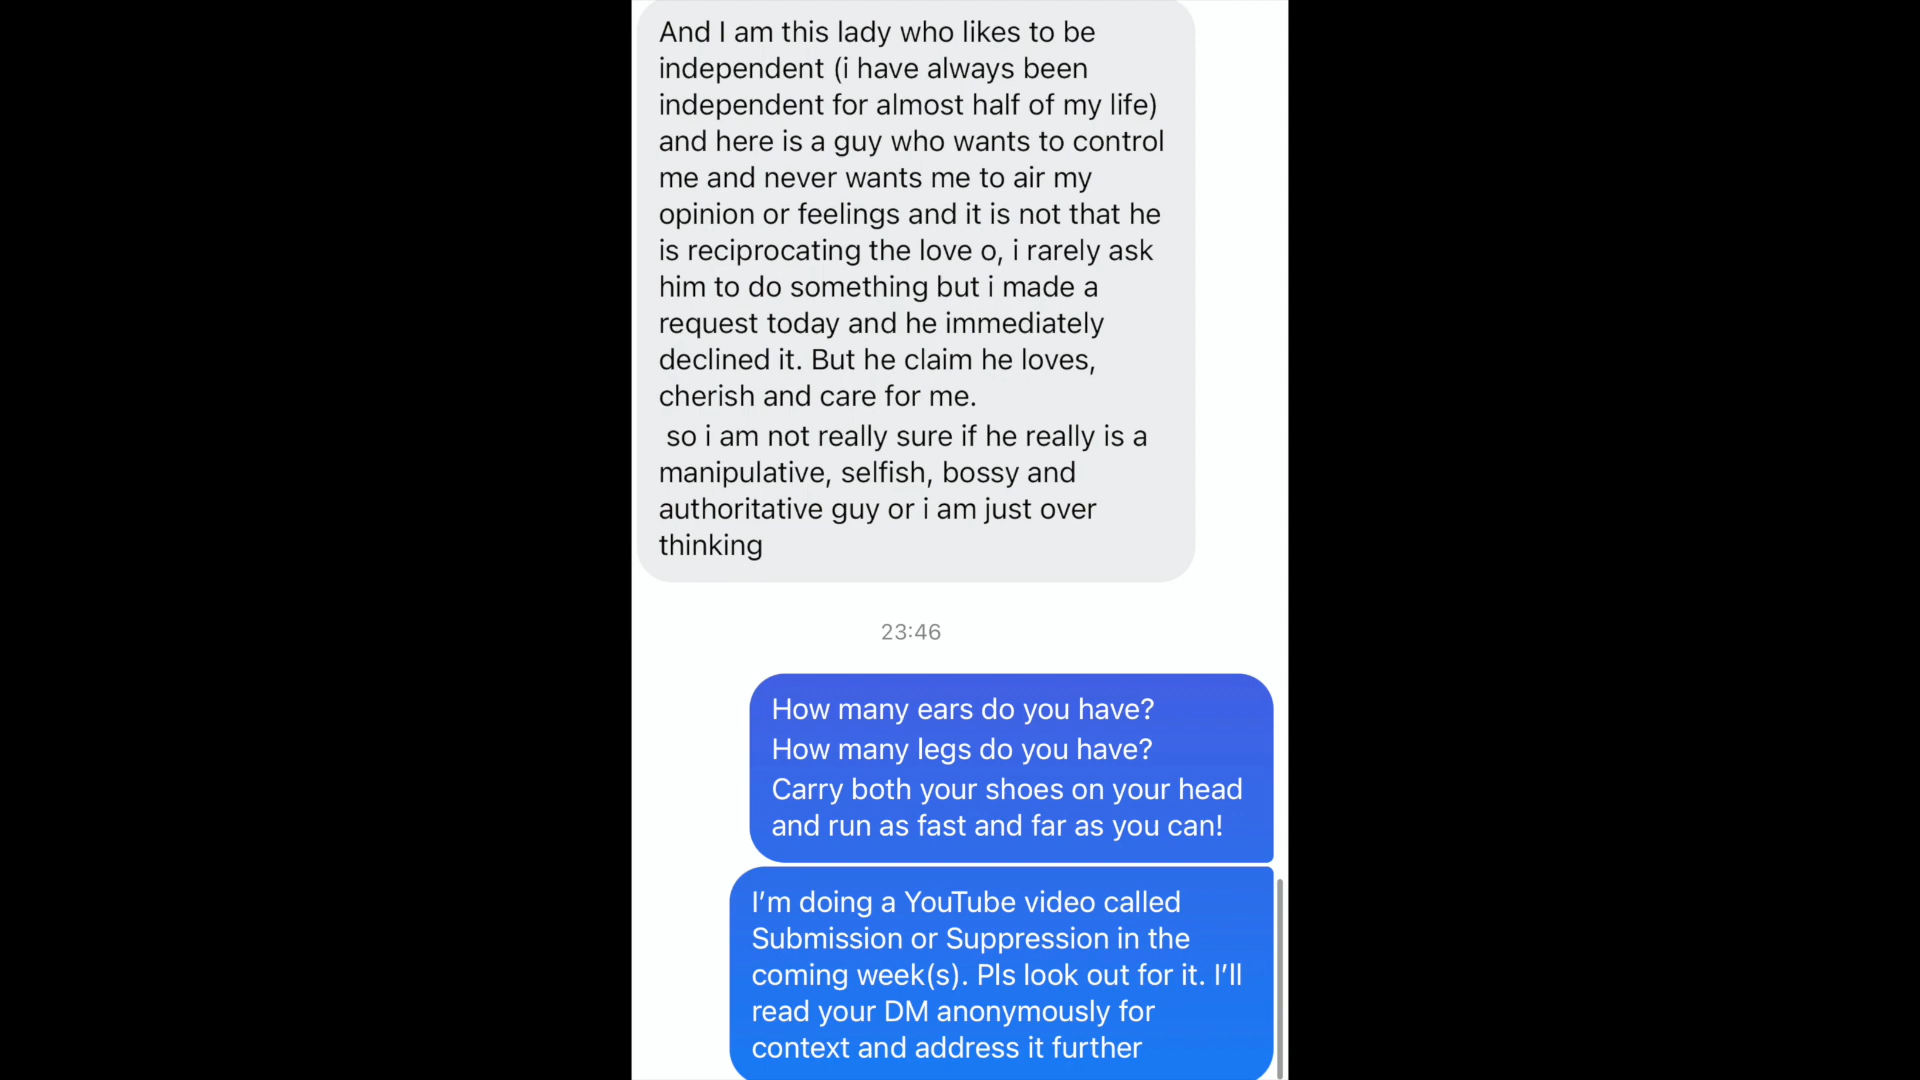 And I am this lady who likes to be
independent (i have always been
independent for almost half of my life)
and here is a guy who wants to control
me and never wants me to air my
opinion or feelings and it is not that he
is reciprocating the love o, i rarely ask
him to do something but i made a
request today and he immediately
declined it. But he claim he loves,
cherish and care for me.
so i am not really sure if he really is a
manipulative, selfish, bossy and
authoritative guy or i am just over
thinking
23:46
How many ears do you have?
How many legs do you have?
Carry both your shoes on your head
and run as fast and far as you can!
I’m doing a YouTube video called
Submission or Suppression in the
coming week(s). Pls look out for it. I’ll
read your DM anonymously for
context and address it further